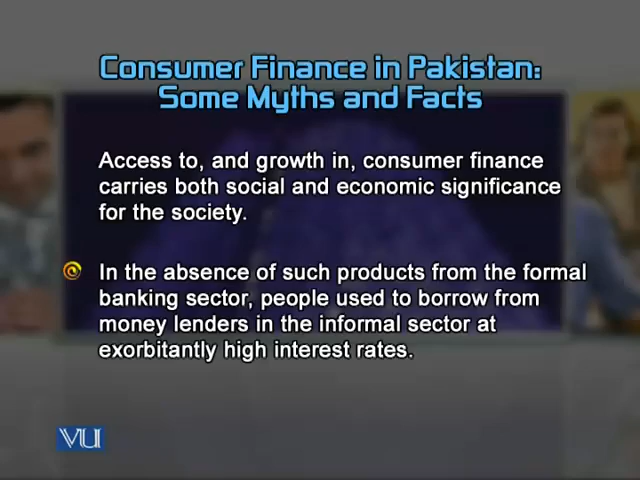 Consumer Finance in Pakistan:
Some Myths and Facts
Access to, and growth in, consumer finance
carries both social and economic significance
for the society.
In the absence of such products from the formal
banking sector, people used to borrow from
money lenders in the informal sector at
exorbitantly high interest rates.
VU